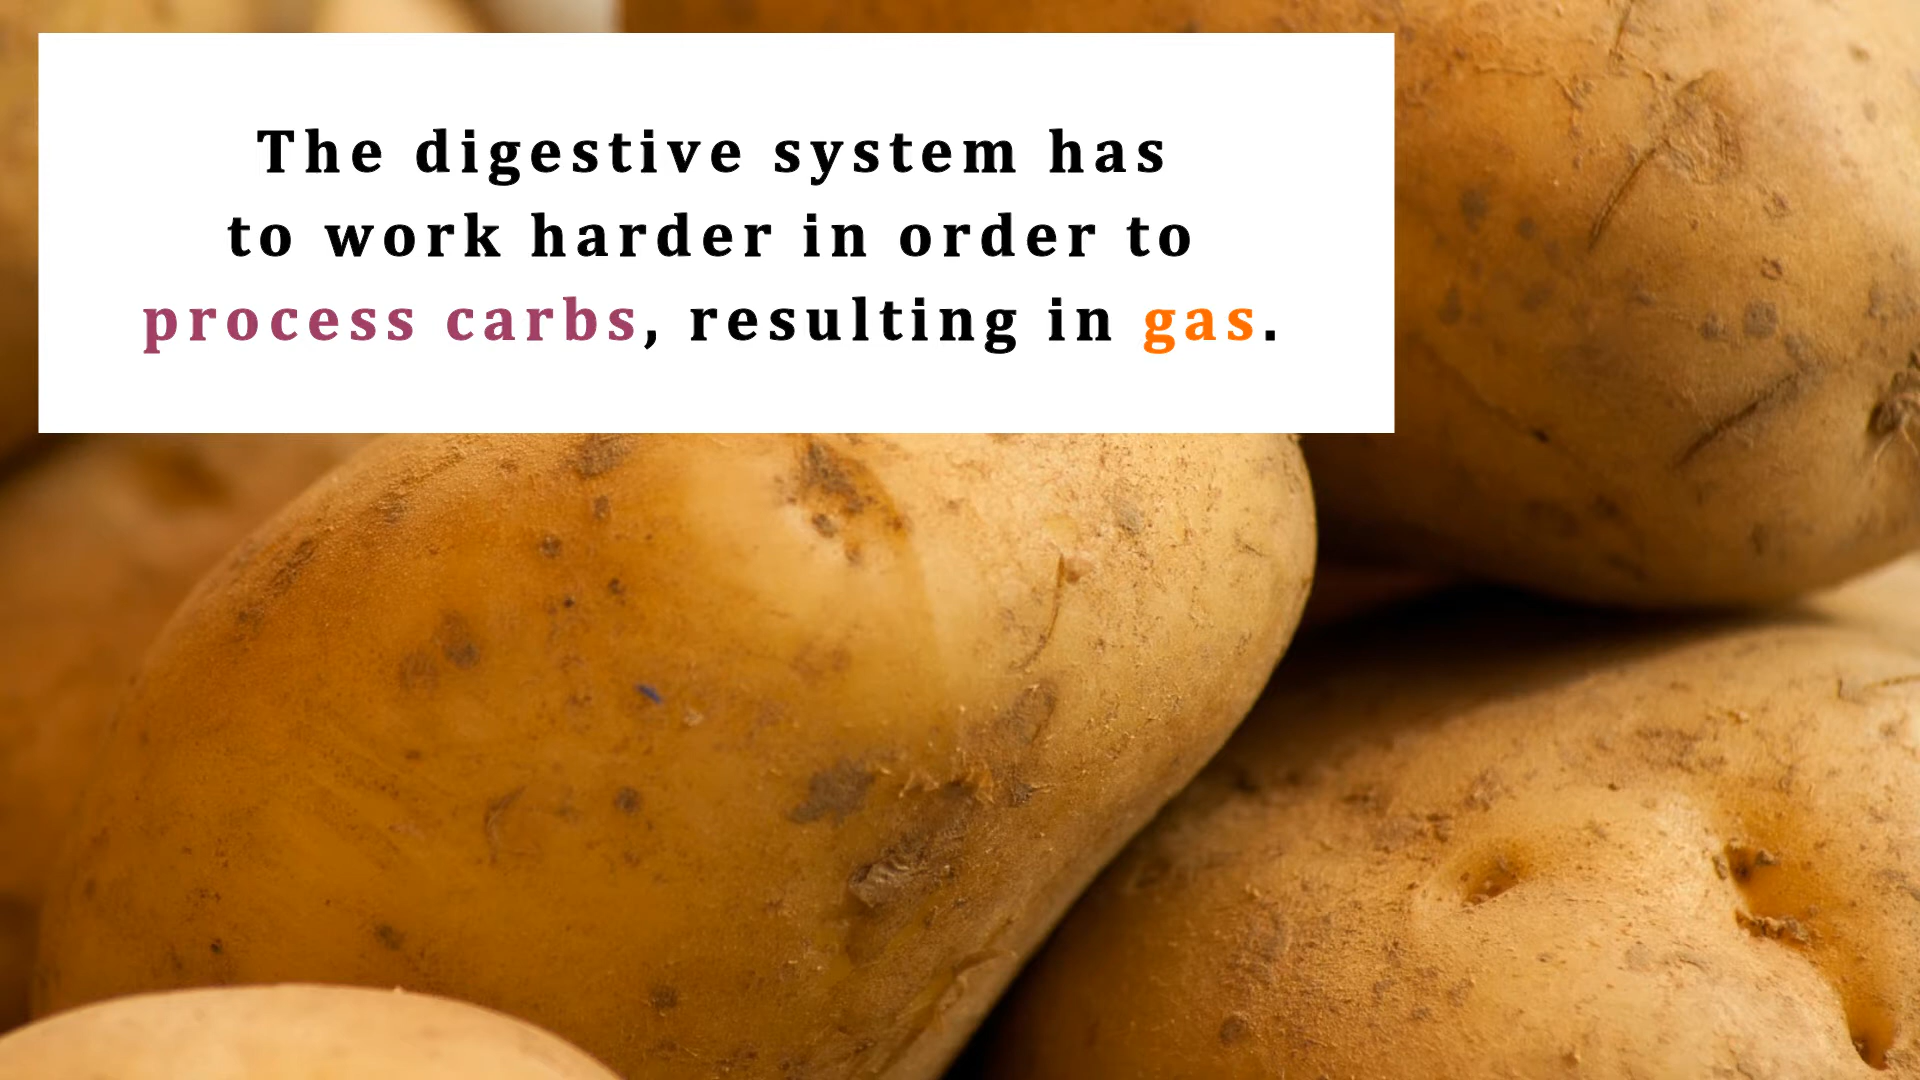 The digestive system has
to work harder in order to
process carbs, resulting in gas.